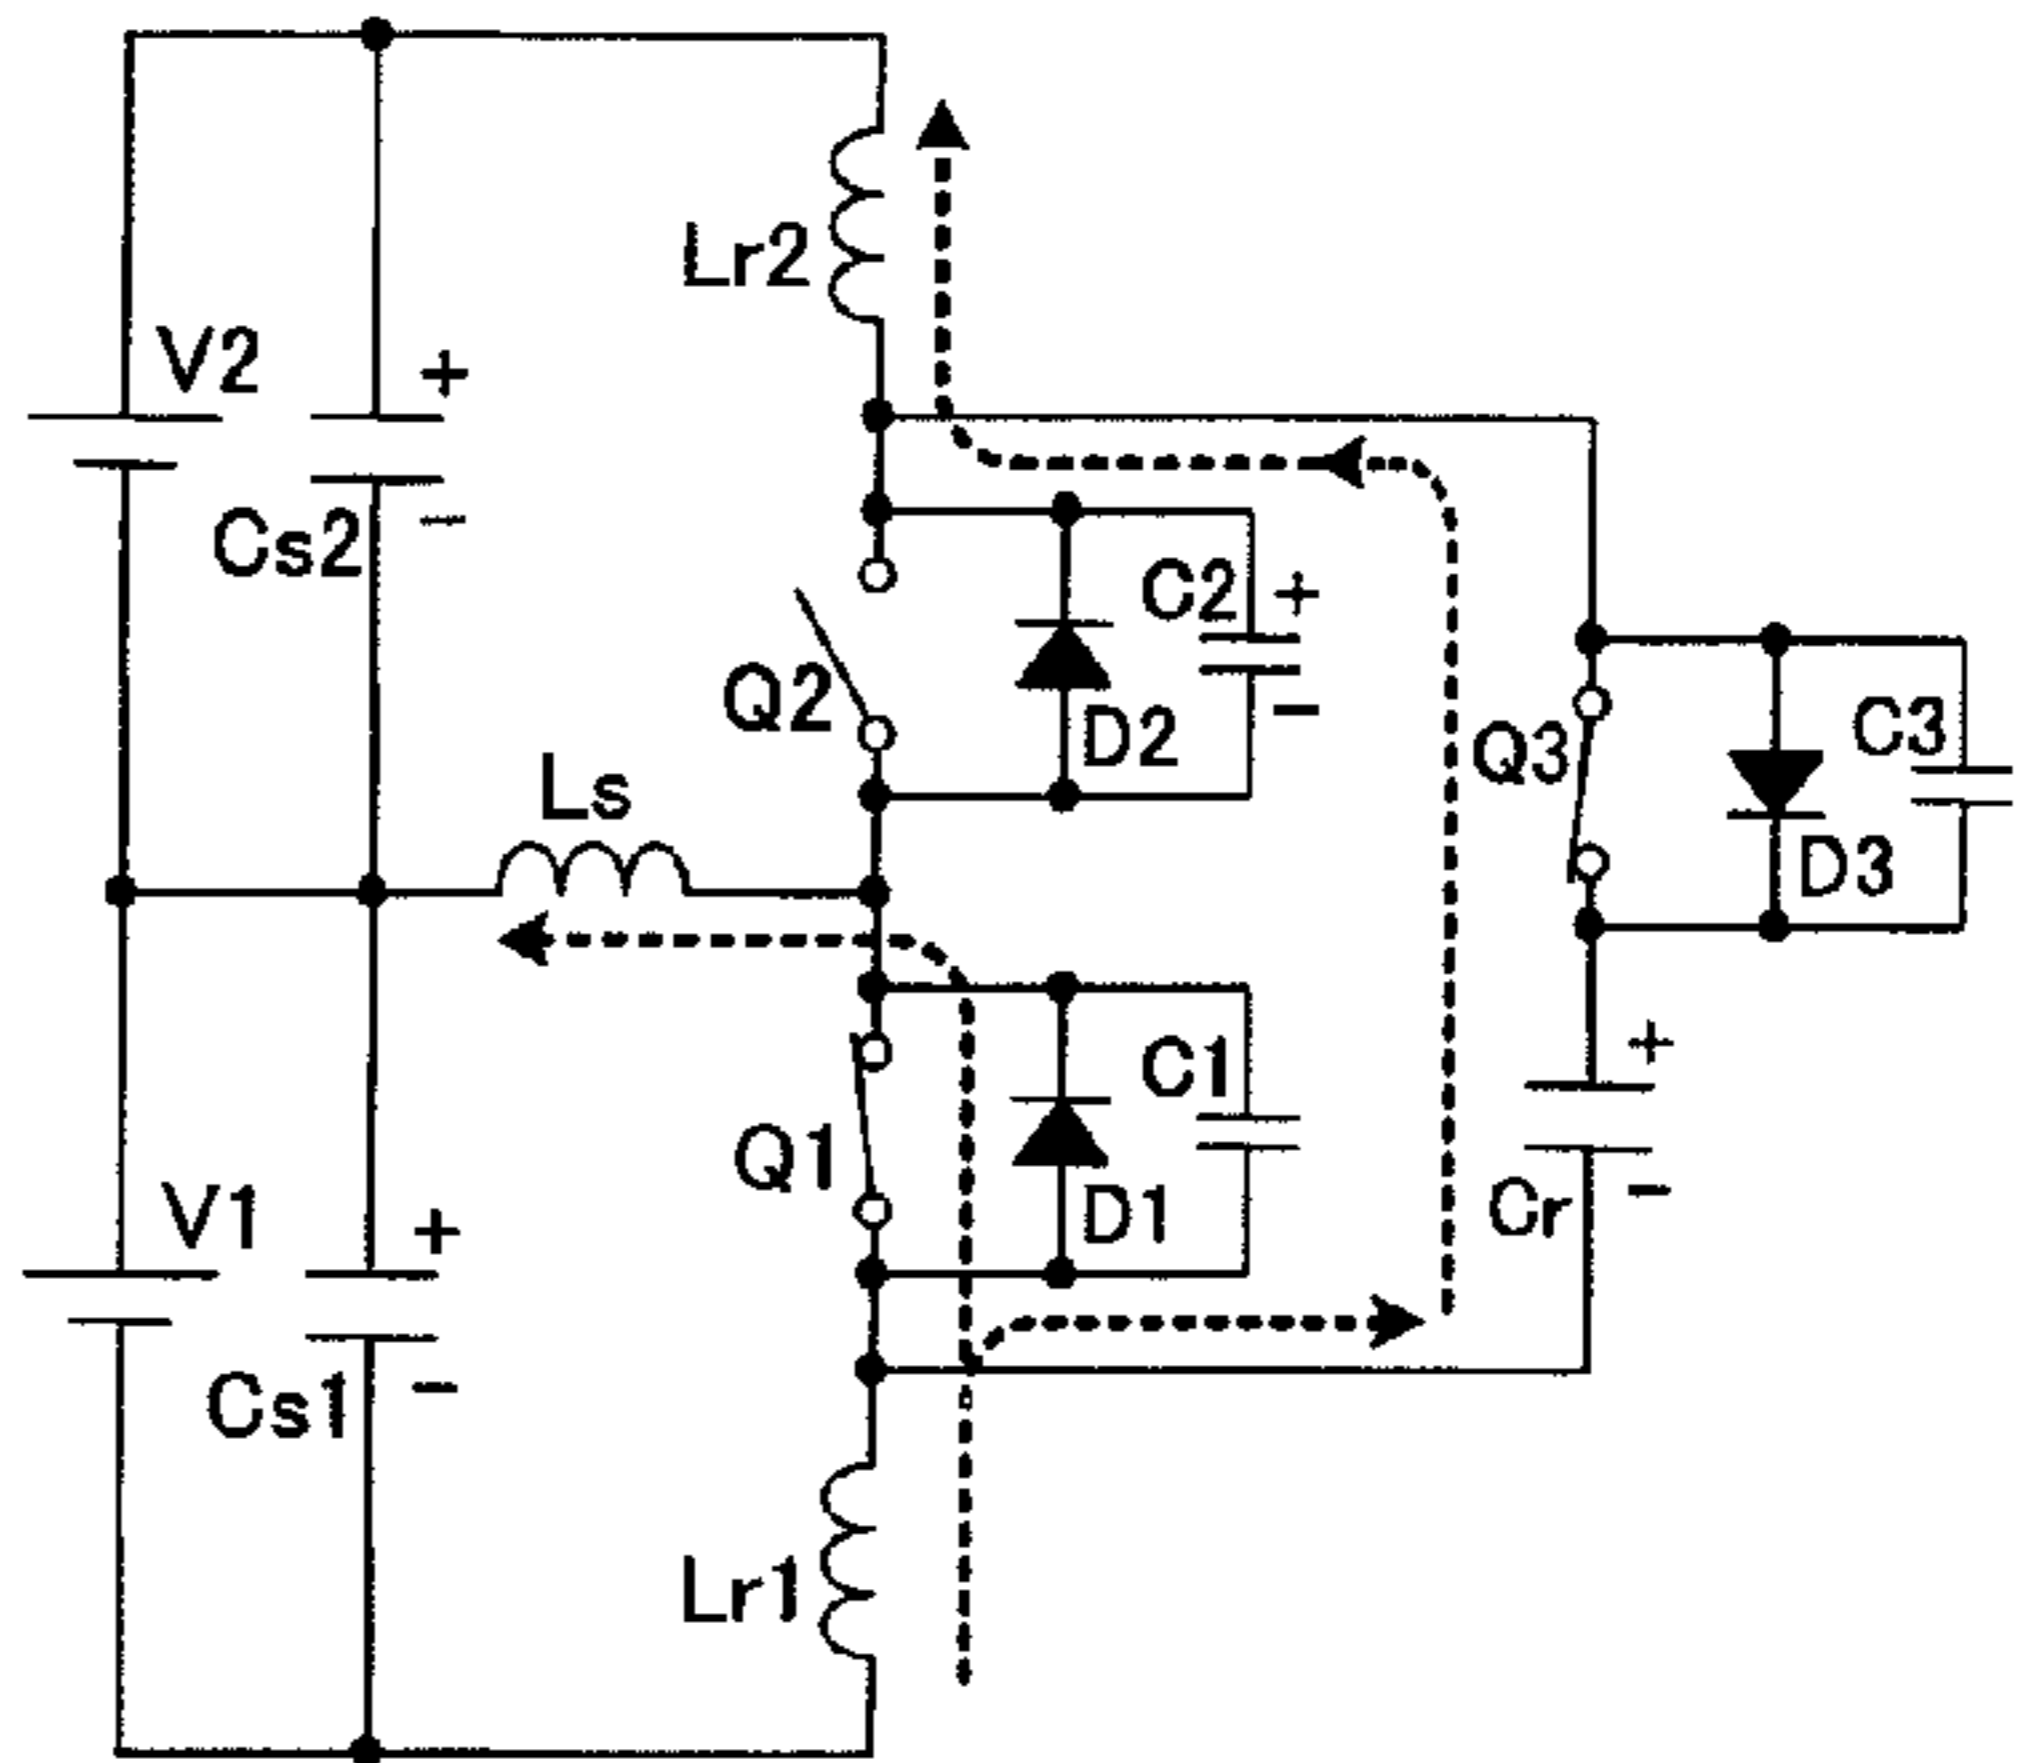 Lr2
V2
+
Cs2
-
C2
+
Q2
D2
-
Q3
C3
Ls
D3
C1
+
Q1
V1
D1
Cr
-
+
Cs1
-
Lr1